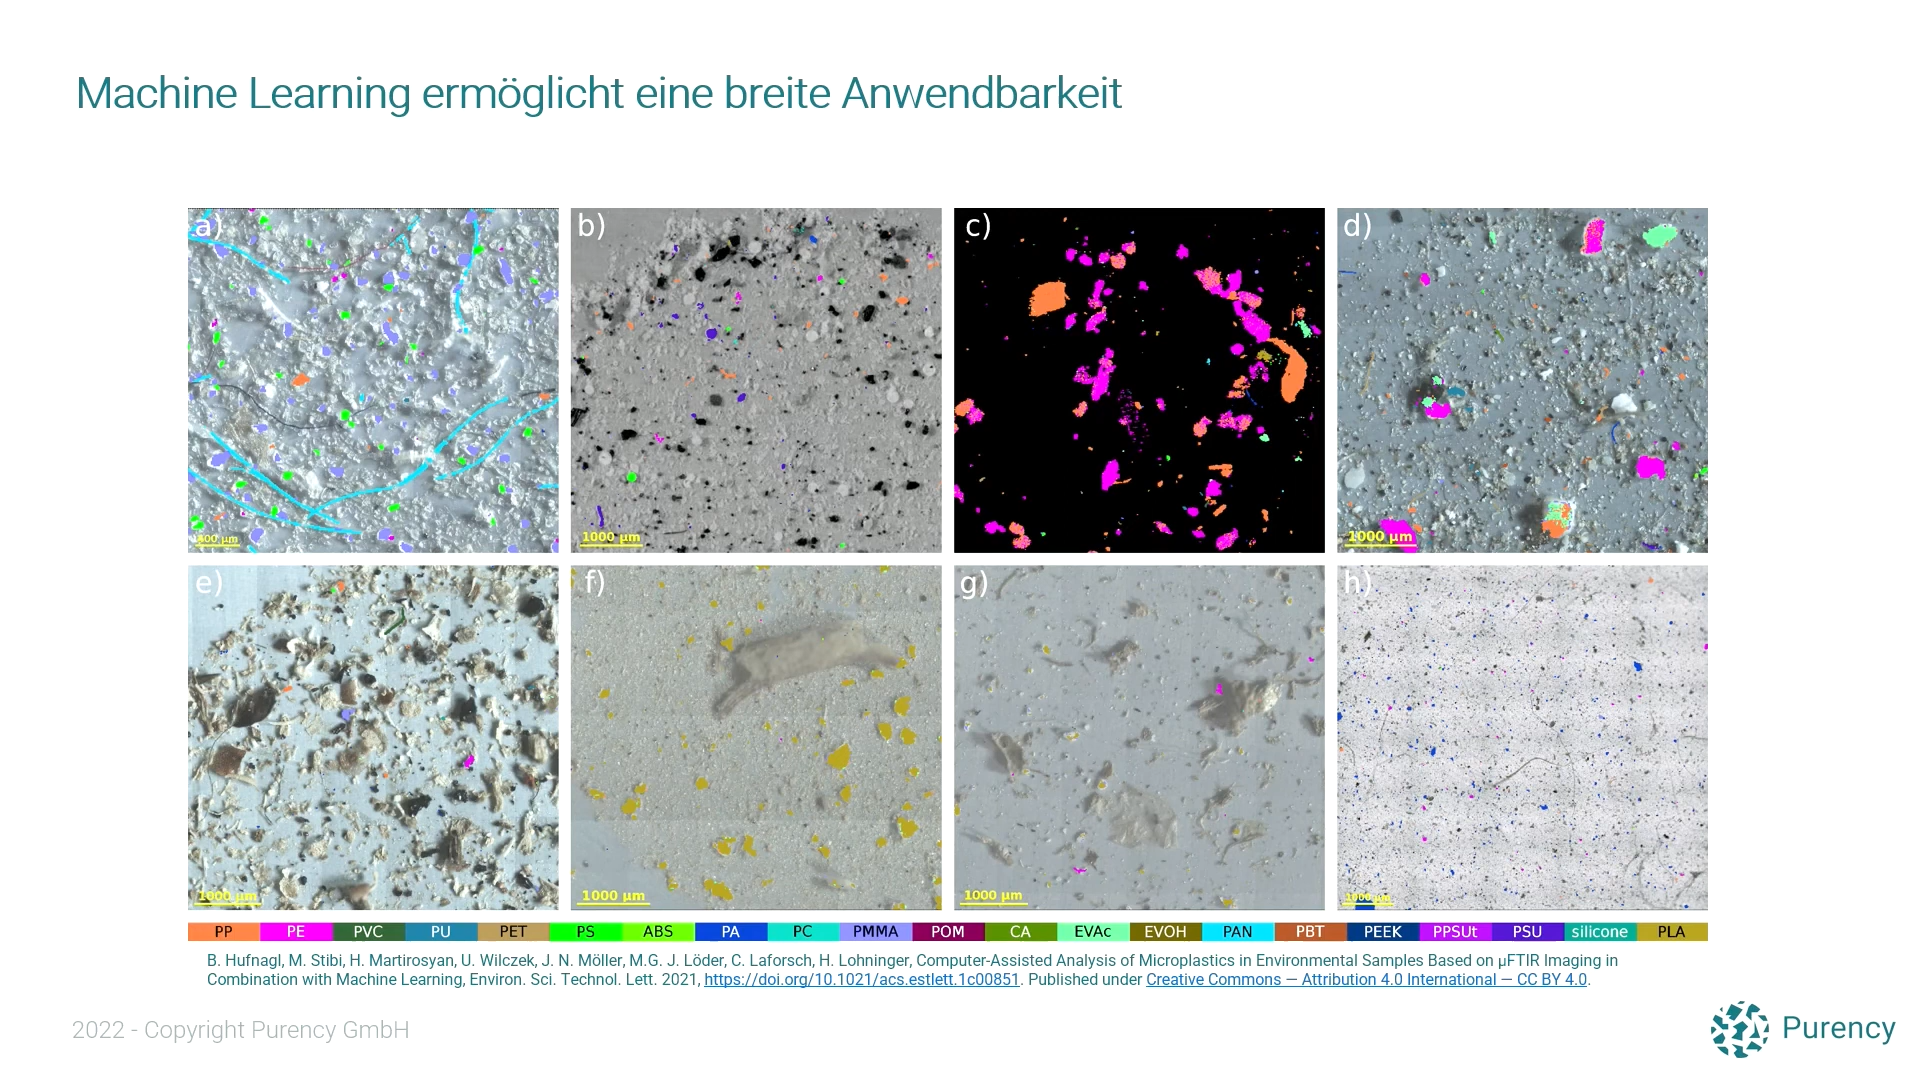 Machine Learning ermöglicht eine breite Anwendbarkeit
a) b) c) d)
400 µm 1000 µm 1000 µm
e) f) g) h)
1000 µm 1000 µm 1000 µm 1000µm
PP PE PVC PU PET PS ABS PA PC PMMA POM CA EVAc EVOH PAN PBT PEEK PPSUt PSU silicone PLA
B. Hufnagl, M. Stibi, H. Martirosyan, U. Wilczek, J. N. Möller, M.G. J. Löder, C. Laforsch, H. Lohninger, Computer-Assisted Analysis of Microplastics in Environmental Samples Based on µFTIR Imaging in
Combination with Machine Learning, Environ. Sci. Technol. Lett. 2021, https://doi.org/10.1021/acs.estlett.1c00851. Published under Creative Commons — Attribution 4.0 International — CC BY 4.0.
2022 - Copyright Purency GmbH
Purency